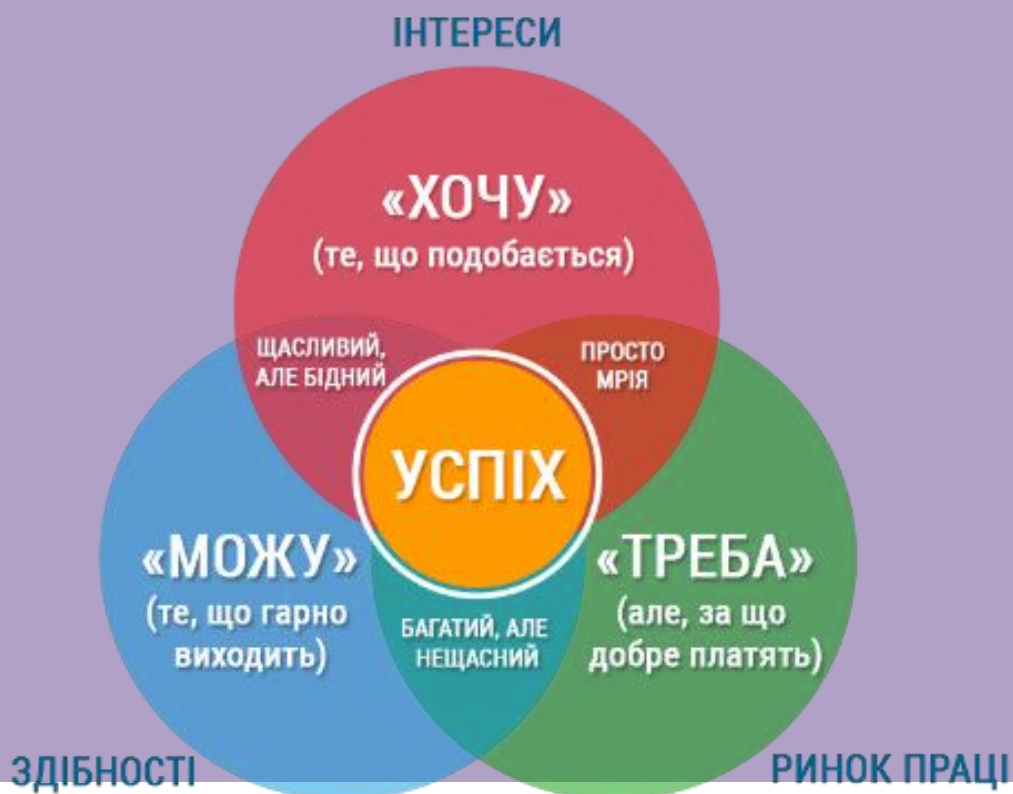 ІНТЕРЕСИ
«ХОЧУ»
(те, що подобається)
ЩАСЛИВИЙ,
АЛЕ БІДНИЙ
ПРОСТО
МРІЯ
УСПІХ
«МОЖУ»
(те, що гарно
виходить)
БАГАТИЙ, АЛЕ
НЕЩАСНИЙ
«ТРЕБА»
(але, за що
добре платять)
ЗДІБНОСТІ
РИНОК ПРАЦІ